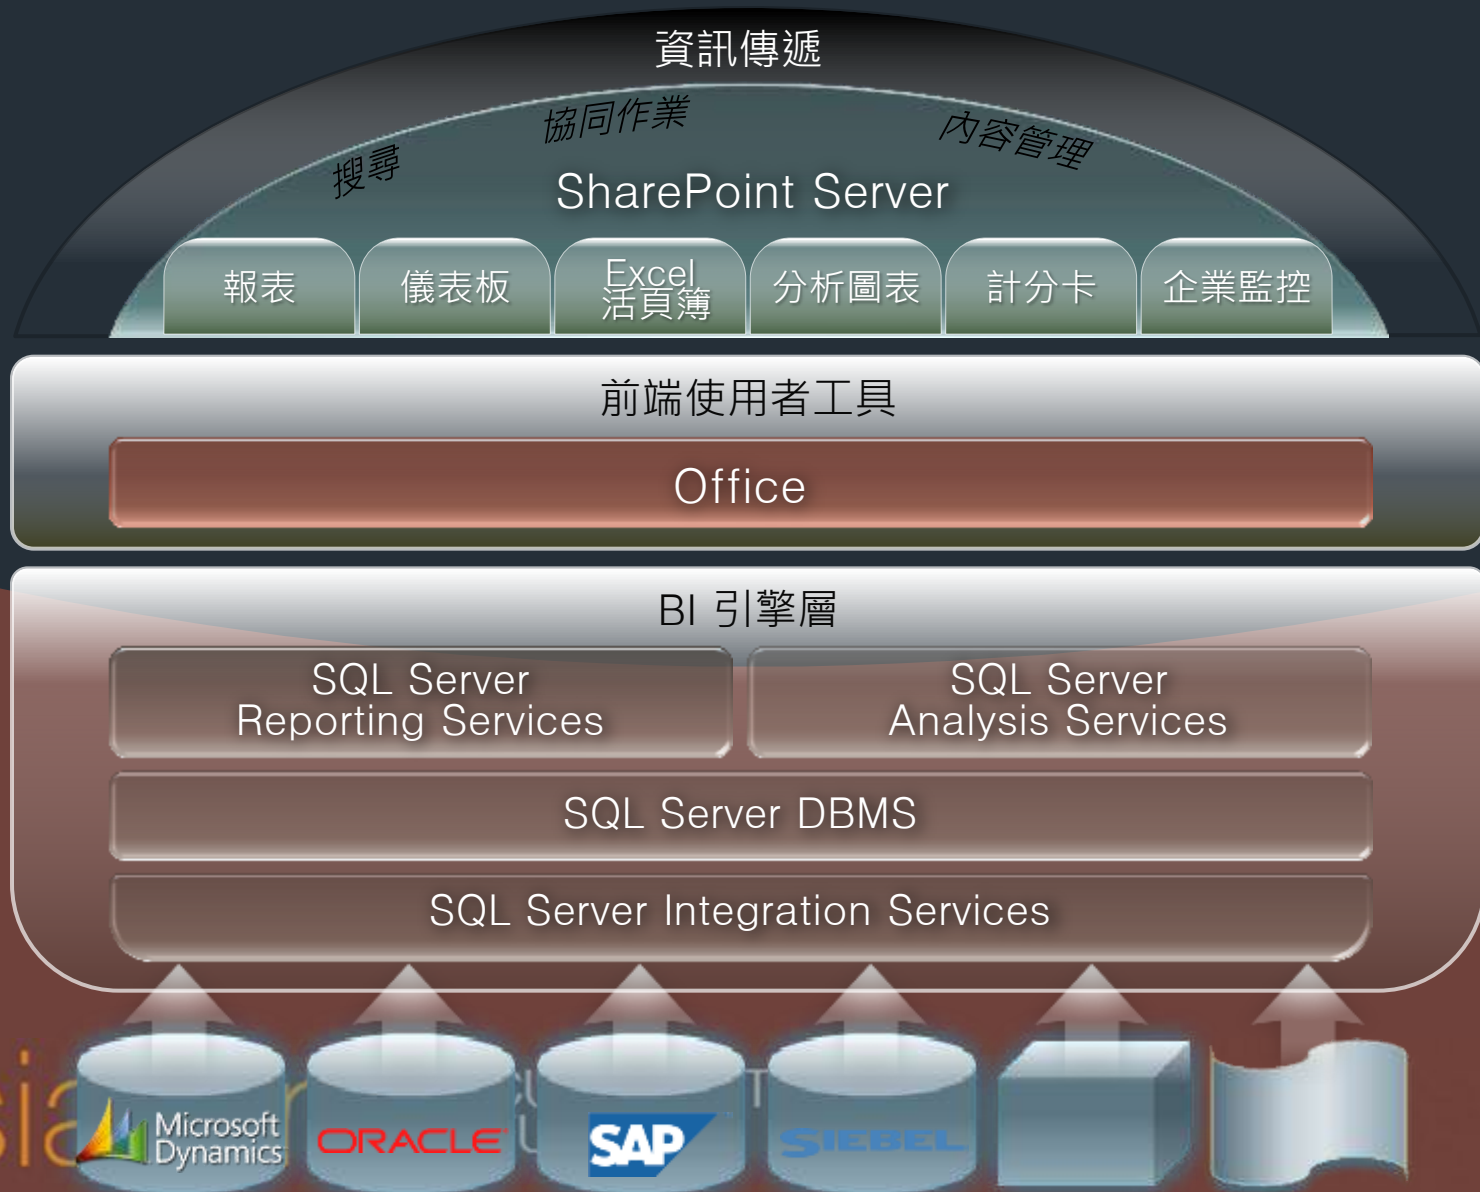 資訊傳遞
搜尋
協同作業
內容管理
SharePoint Server
報表
儀表板
Excel
活頁簿
分析圖表
計分卡
企業監控
前端使用者工具
Office
BI 引擎層
SQL Server
Reporting Services
SQL Server
Analysis Services
SQL Server DBMS
SQL Server Integration Services
Microsoft
Dynamics
ORACLE
SAP
SIEBEL